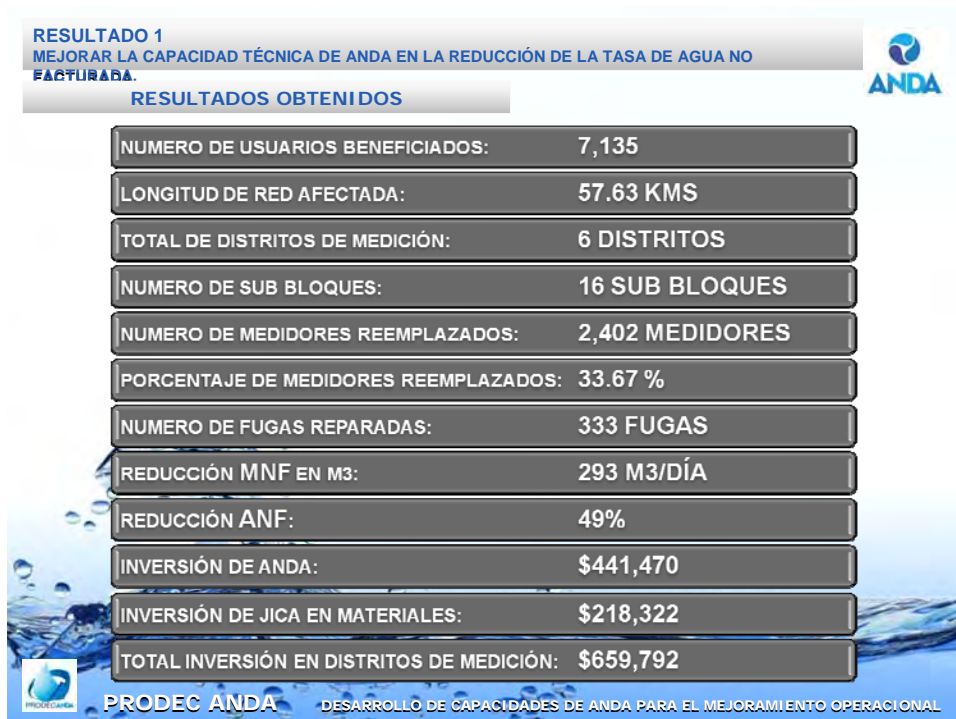 RESULTADO 1
MEJORAR LA CAPACIDAD TÉCNICA DE ANDA EN LA REDUCCIÓN DE LA TASA DE AGUA NO
FACTURADA.
ANDA
RESULTADOS OBTENIDOS
NUMERO DE USUARIOS BENEFICIADOS: 7,135
LONGITUD DE RED AFECTADA: 57.63 KMS
TOTAL DE DISTRITOS DE MEDICIÓN: 6 DISTRITOS
NUMERO DE SUB BLOQUES: 16 SUB BLOQUES
NUMERO DE MEDIDORES REEMPLAZADOS: 2,402 MEDIDORES
PORCENTAJE DE MEDIDORES REEMPLAZADOS: 33.67 %
NUMERO DE FUGAS REPARADAS: 333 FUGAS
REDUCCIÓN MNF EN M3: 293 M3/DÍA
REDUCCIÓN ANF: 49%
INVERSIÓN DE ANDA: $441,470
INVERSIÓN DE JICA EN MATERIALES: $218,322
TOTAL INVERSIÓN EN DISTRITOS DE MEDICIÓN: $659,792
PRODECANDA
PRODEC ANDA DESARROLLO DE CAPACIDADES DE ANDA PARA EL MEJORAMIENTO OPERACIONAL